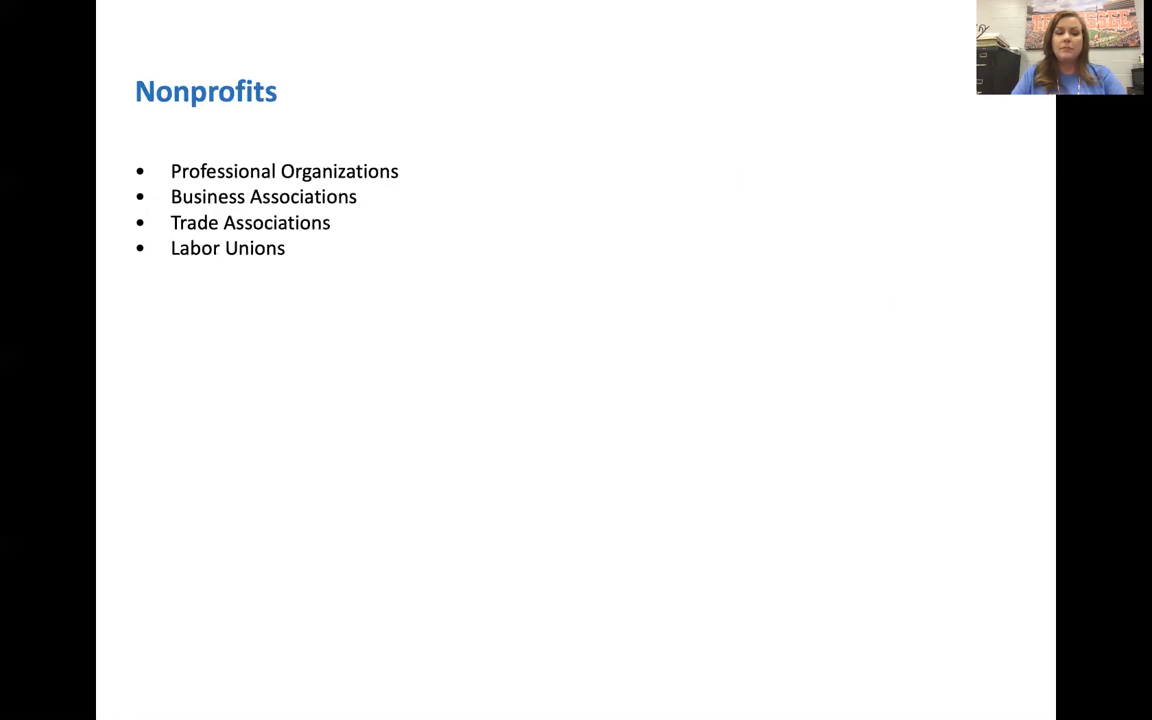 Nonprofits
• Professional Organizations
• Business Associations
• Trade Associations
• Labor Unions